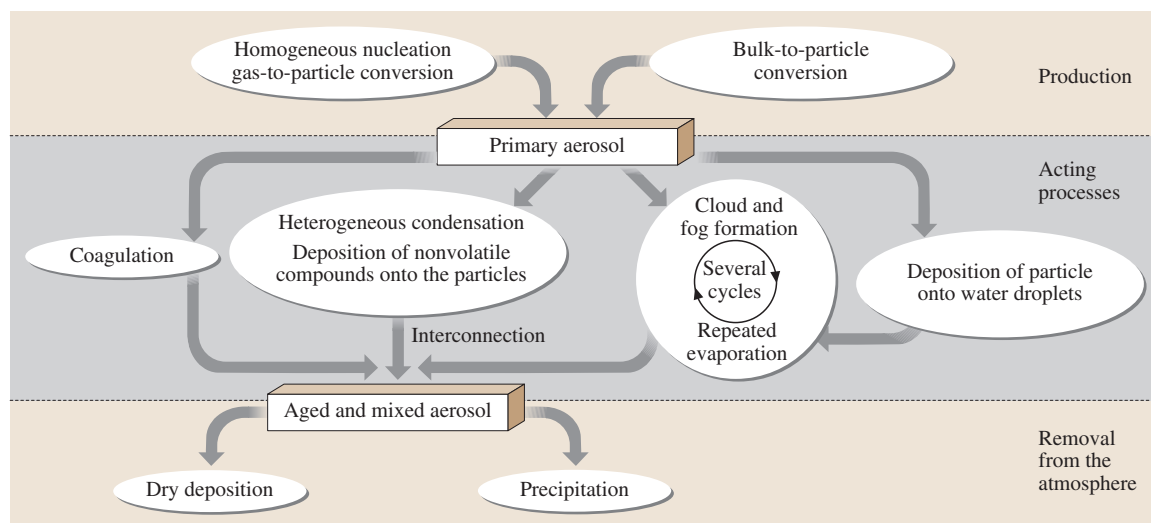 Homogeneous nucleation
gas-to-particle conversion
Bulk-to-particle
conversion
Production
Primary aerosol
Acting
processes
Coagulation
Heterogeneous condensation
Deposition of nonvolatile
compounds onto the particles
Cloud and
fog formation
Several
cycles
Repeated
evaporation
Deposition of particle
onto water droplets
Interconnection
Aged and mixed aerosol
Removal
from the
atmosphere
Dry deposition
Precipitation